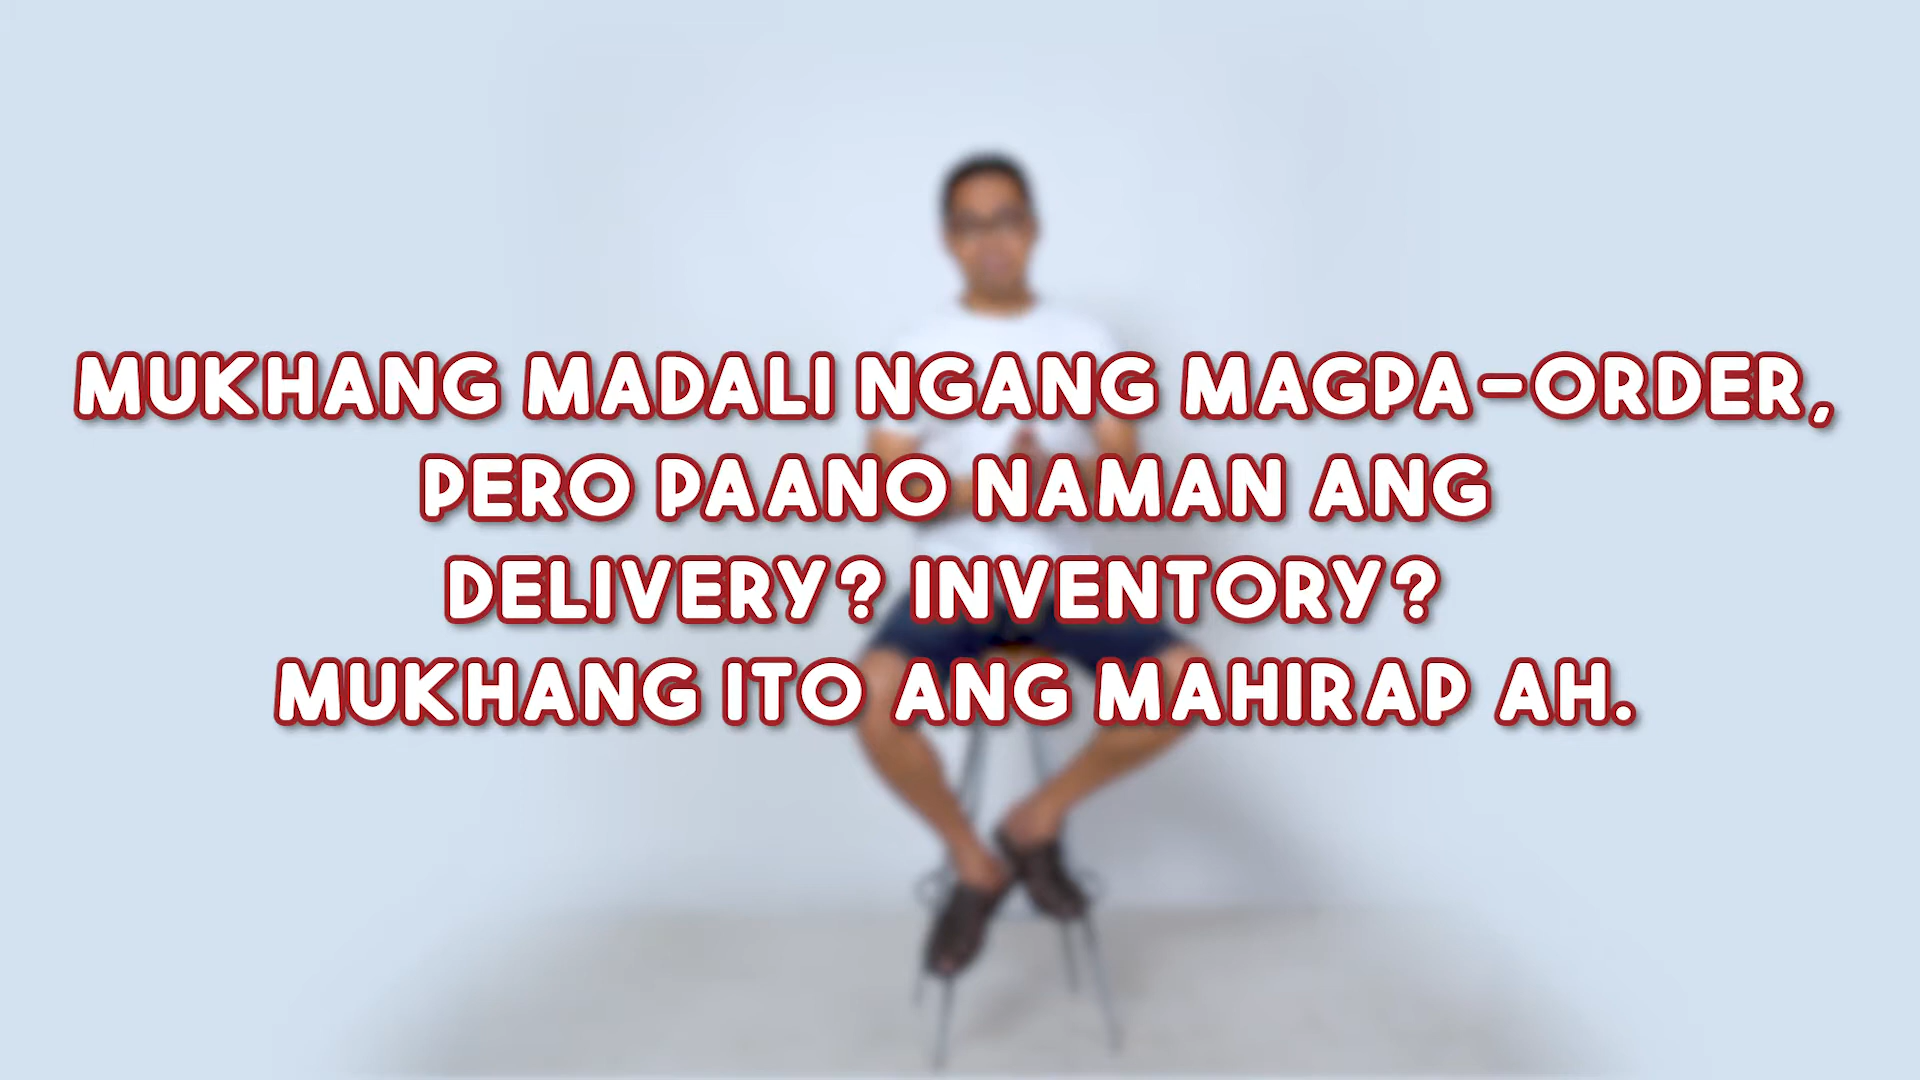 MUKHANG MADALI NGANG MAGPA-ORDER,
PERO PAANO NAMAN ANG
DELIVERY? INVENTORY?
MUKHANG ITO ANG MAHIRAP AH.